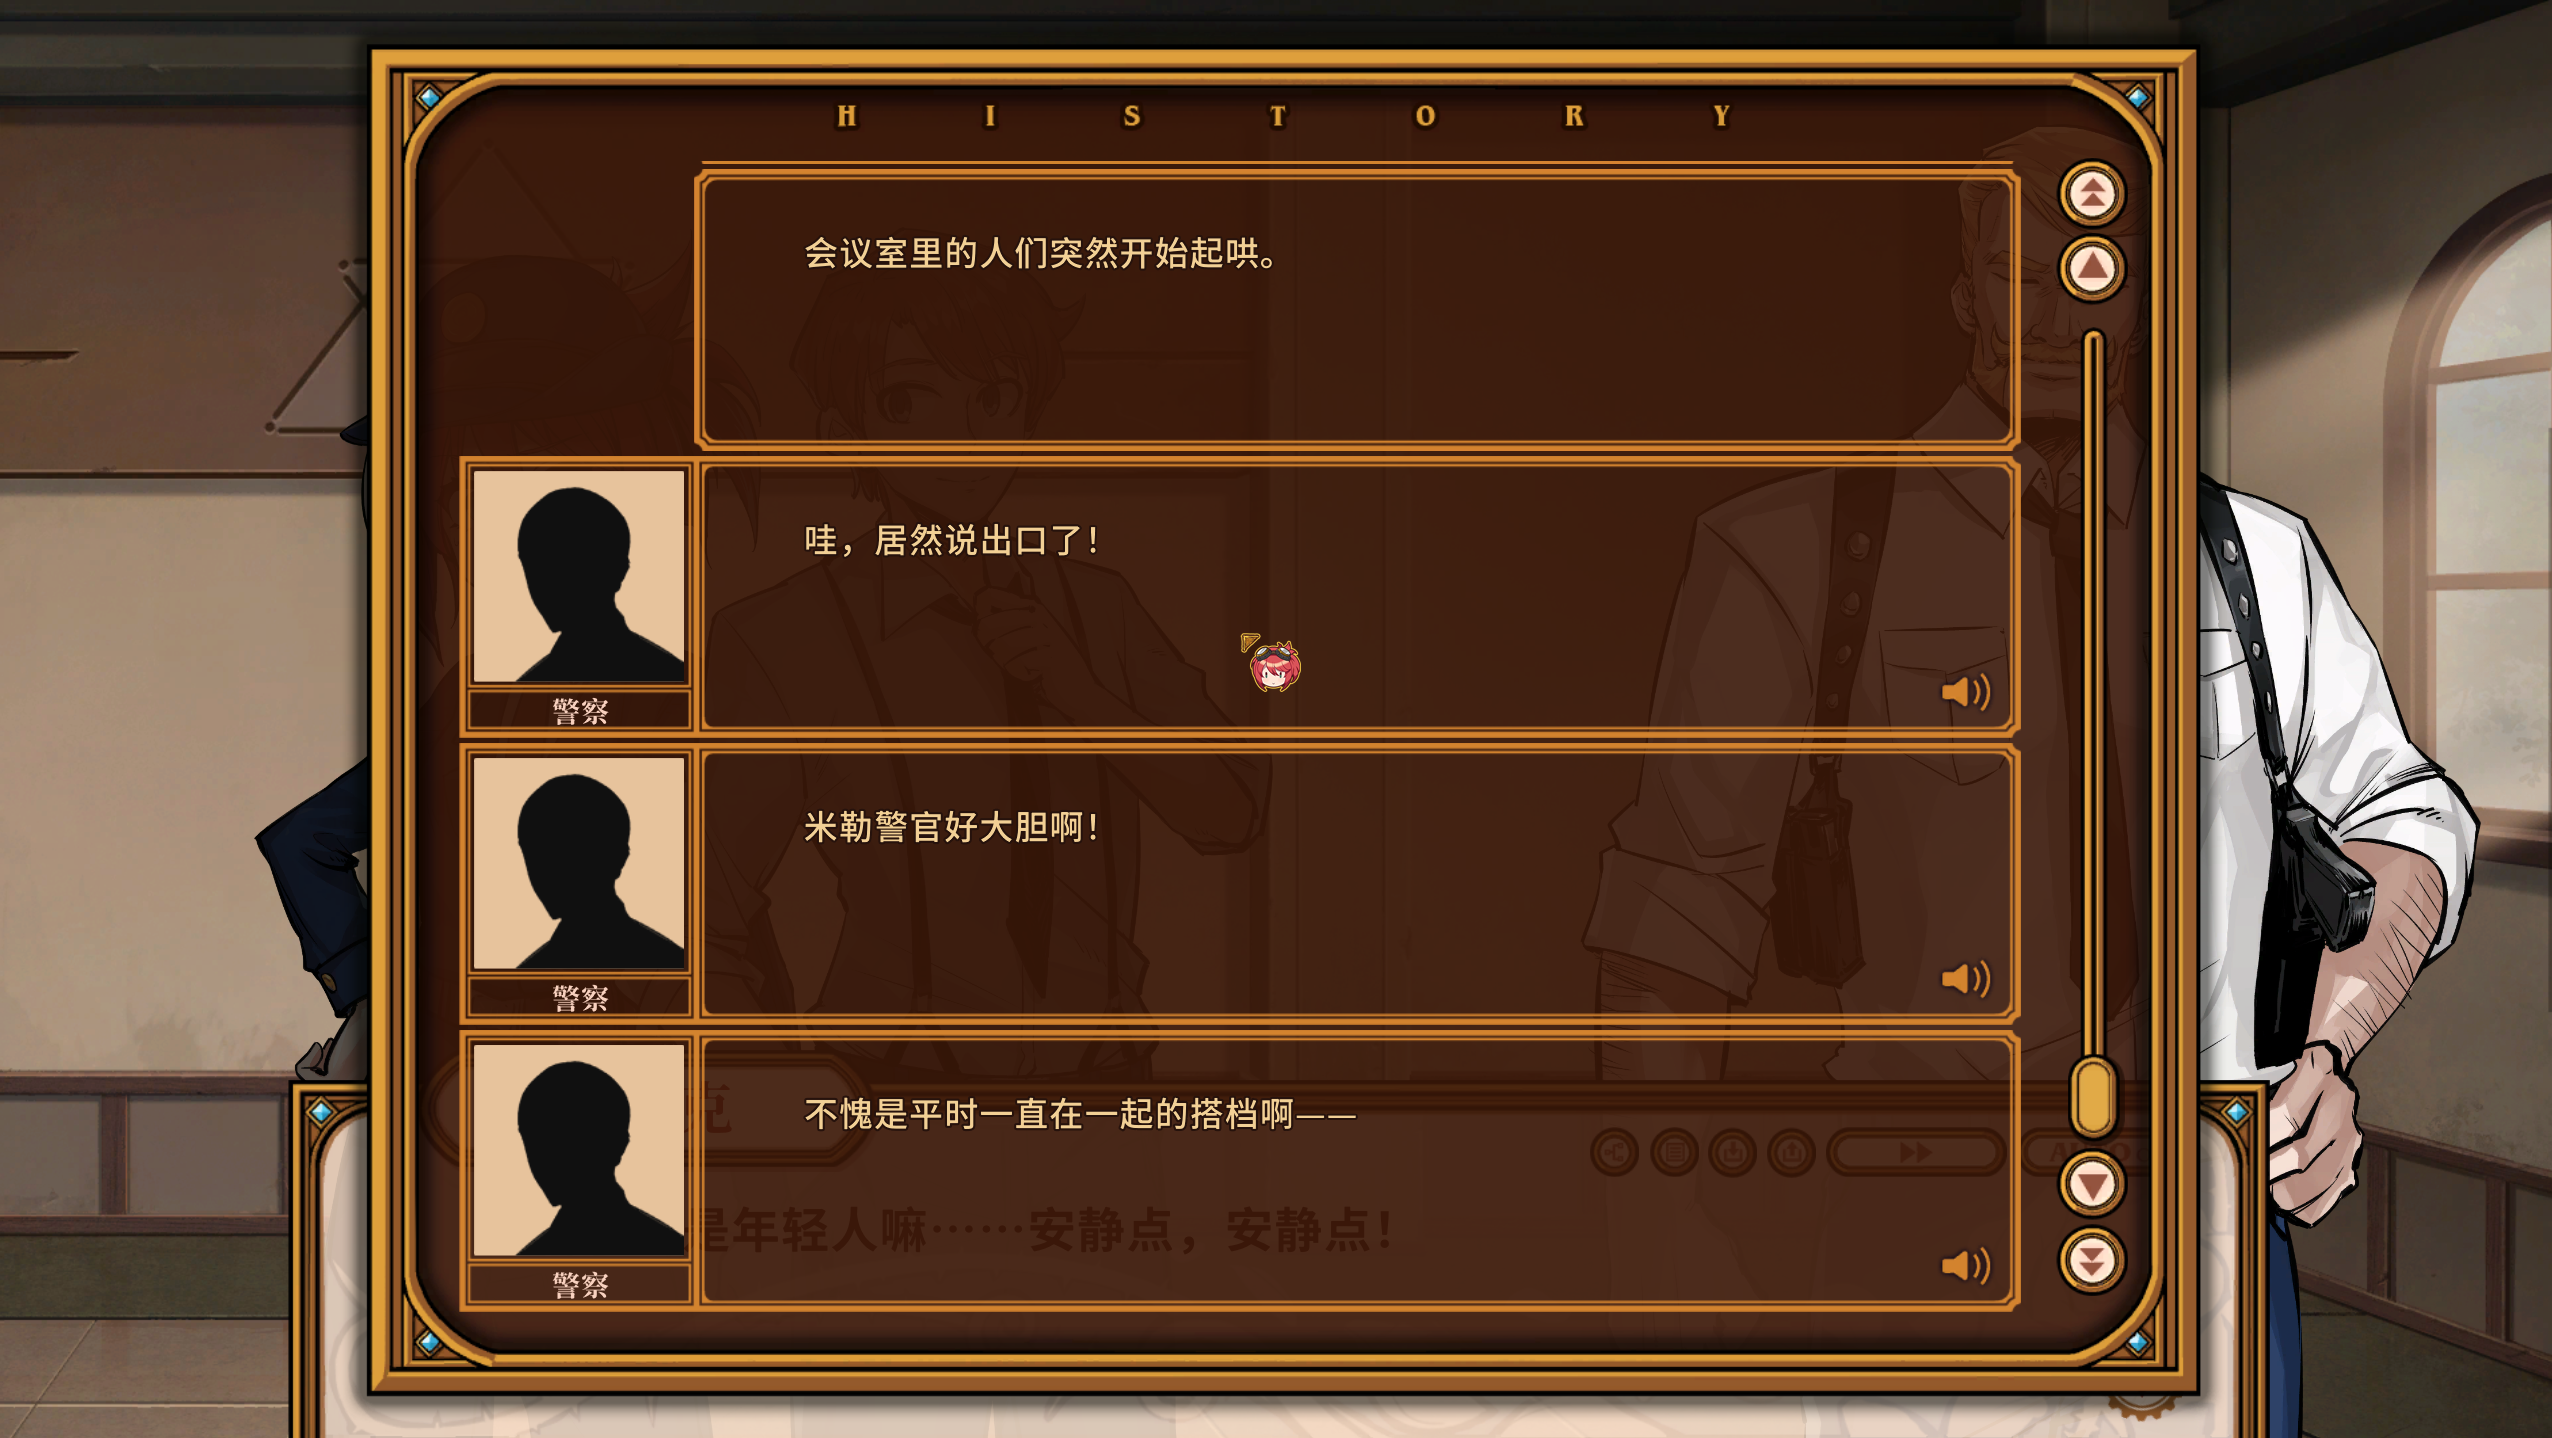 HISTORY
会议室里的人们突然开始起哄。
哇，居然说出口了！
警察
米勒警官好大胆啊！
警察
不愧是平时一直在一起的搭档啊——
克
是年轻人嘛……安静点，安静点！
警察